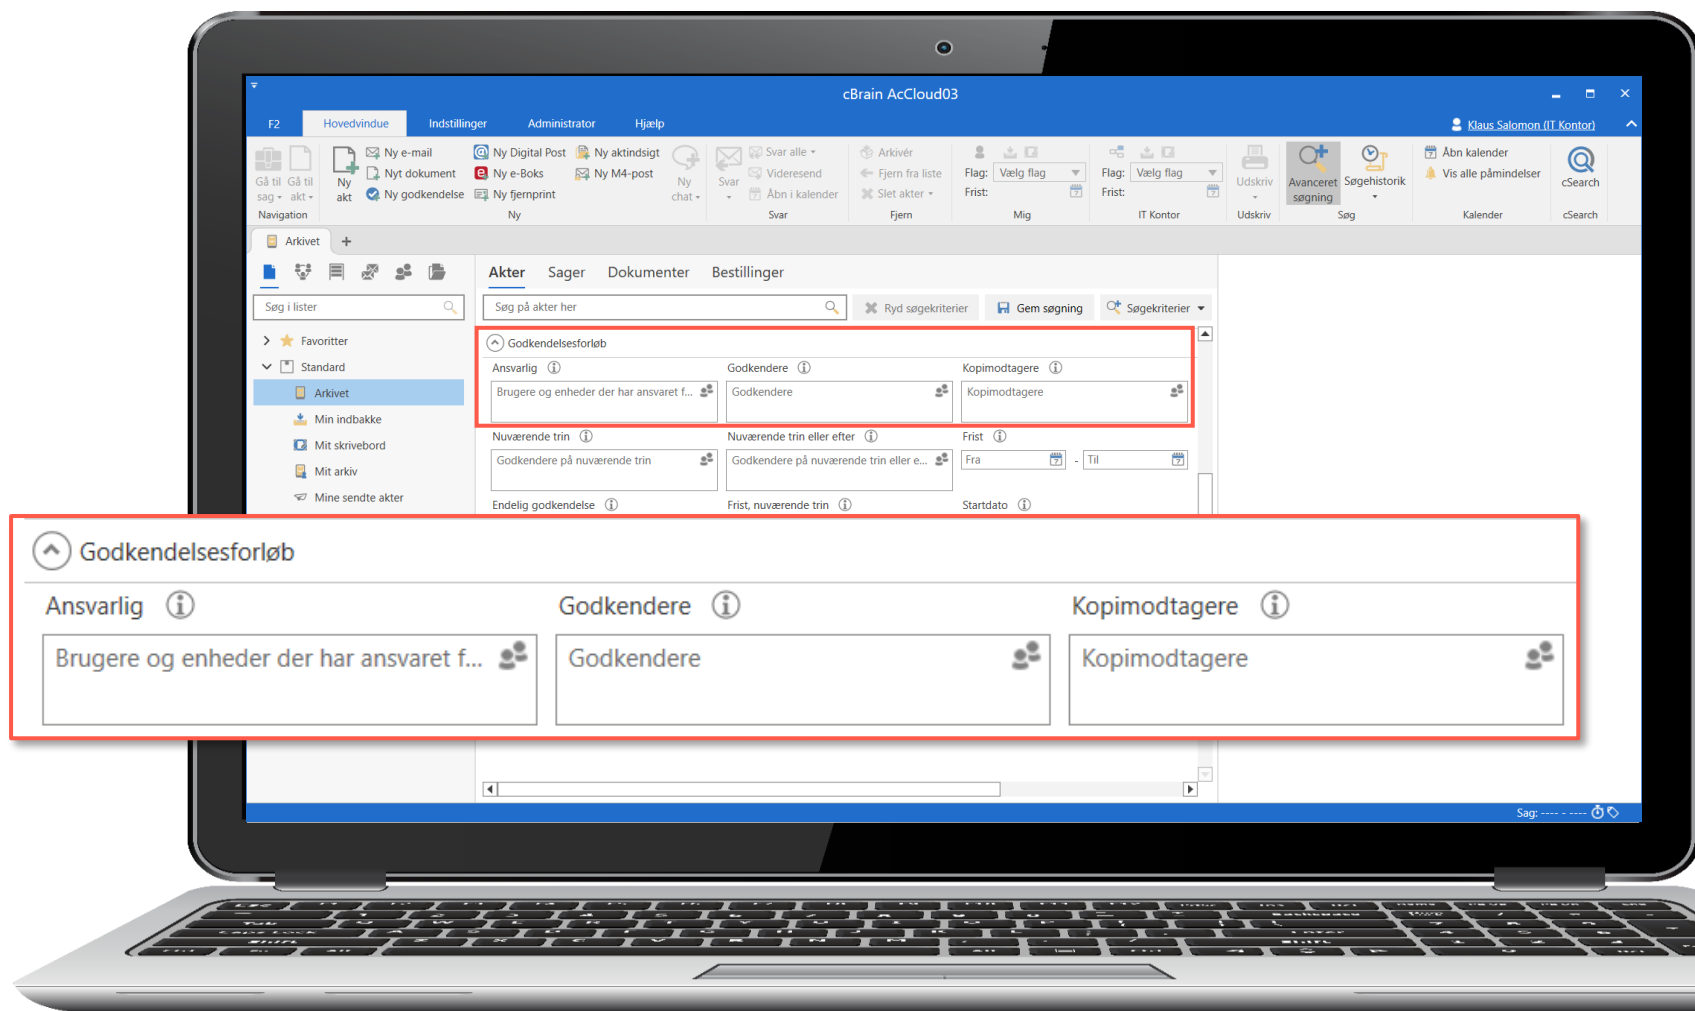 cBrain AcCloud03
F2 Hovedvindue Indstillinger Administrator Hjælp Klaus Salomon (IT Kontor)
Gå til sag Gå til akt
Navigation
Ny akt
Ny e-mail
Nyt dokument
Ny godkendelse
Ny Digital Post
Ny e-Boks
Ny fjernprint
Ny aktindsigt
Ny M4-post
Ny chat
Ny
Svar
Svar alle
Videresend
Åbn i kalender
Svar
Arkivér
Fjern fra liste
Slet akter
Fjern
Flag: Vælg flag
Frist:
Mig
Flag: Vælg flag
Frist:
IT Kontor
Udskriv
Udskriv
Avanceret søgning
Søgehistorik
Søg
Åbn kalender
Vis alle påmindelser
Kalender
cSearch
cSearch
Arkivet +
Søg i lister
Favoritter
Standard
Arkivet
Min indbakke
Mit skrivebord
Mit arkiv
Mine sendte akter
Akter Sager Dokumenter Bestillinger
Søg på akter her Ryd søgekriterier Gem søgning Søgekriterier
Godkendelsesforløb
Ansvarlig Godkendere Kopimodtagere
Brugere og enheder der har ansvaret f... Godkendere Kopimodtagere
Nuværende trin Nuværende trin eller efter Frist
Godkendere på nuværende trin Godkendere på nuværende trin eller e... Fra - Til
Endelig godkendelse Frist, nuværende trin Startdato
Godkendelsesforløb
Ansvarlig Godkendere Kopimodtagere
Brugere og enheder der har ansvaret f... Godkendere Kopimodtagere
Sag: ---- - ----